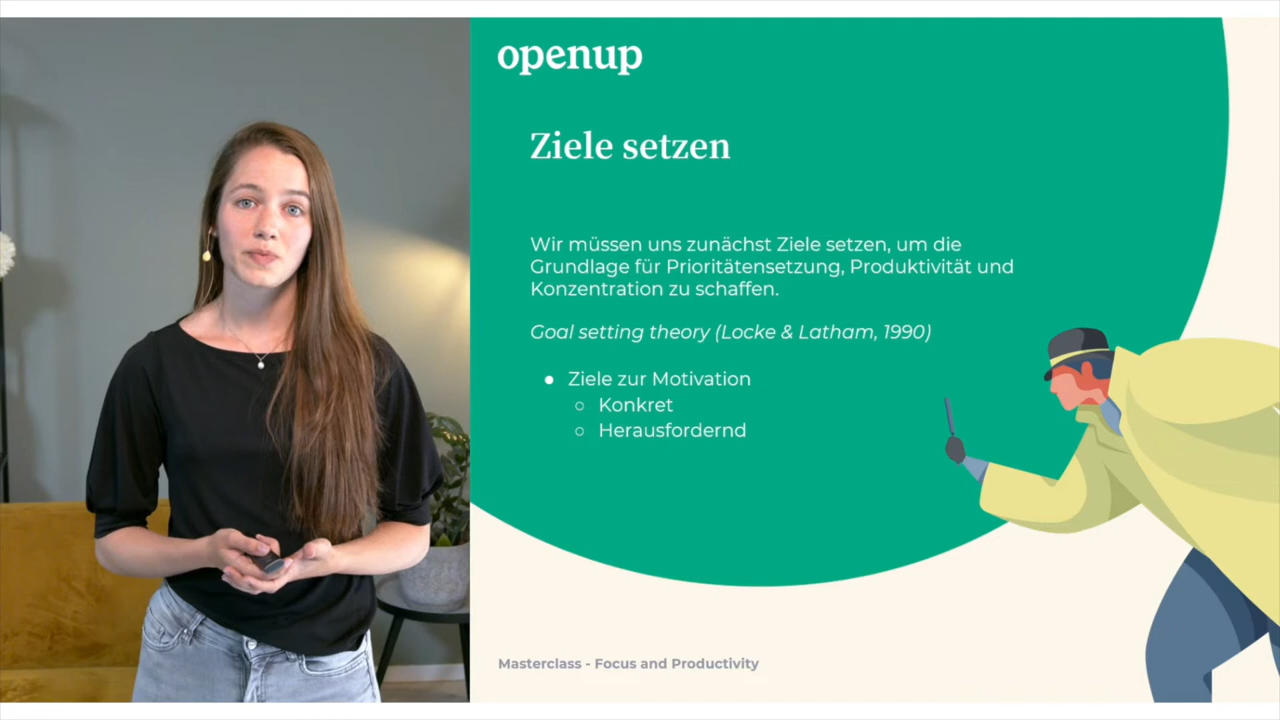 openup
Ziele setzen
Wir müssen uns zunächst Ziele setzen, um die
Grundlage für Prioritätensetzung, Produktivität und
Konzentration zu schaffen.
Goal setting theory (Locke & Latham, 1990)
● Ziele zur Motivation
○ Konkret
○ Herausfordernd
Masterclass - Focus and Productivity